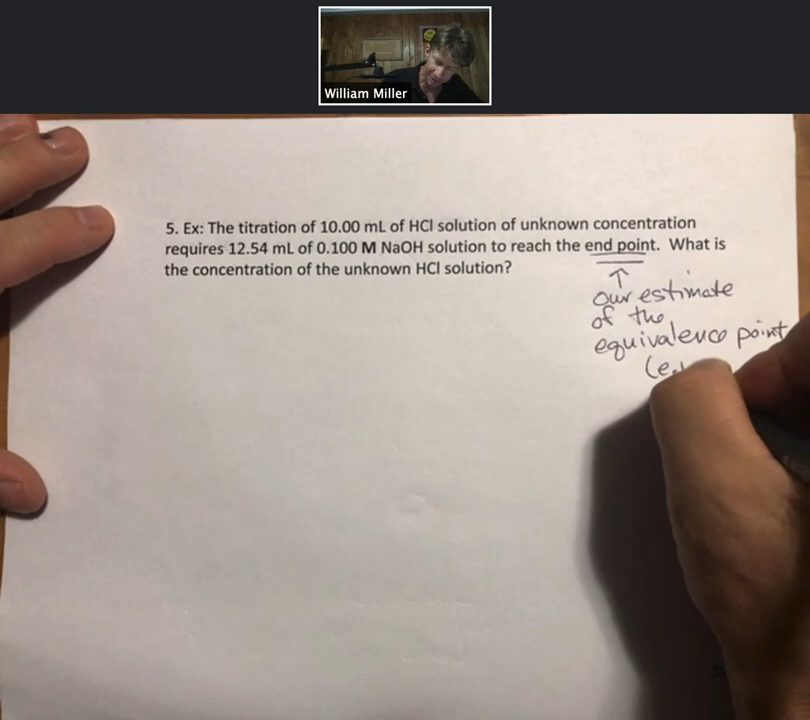 William Miller
5. Ex: The titration of 10.00 mL of HCl solution of unknown concentration
requires 12.54 mL of 0.100 M NaOH solution to reach the end point. What is
the concentration of the unknown HCl solution?
our estimate
of the
equivalence point